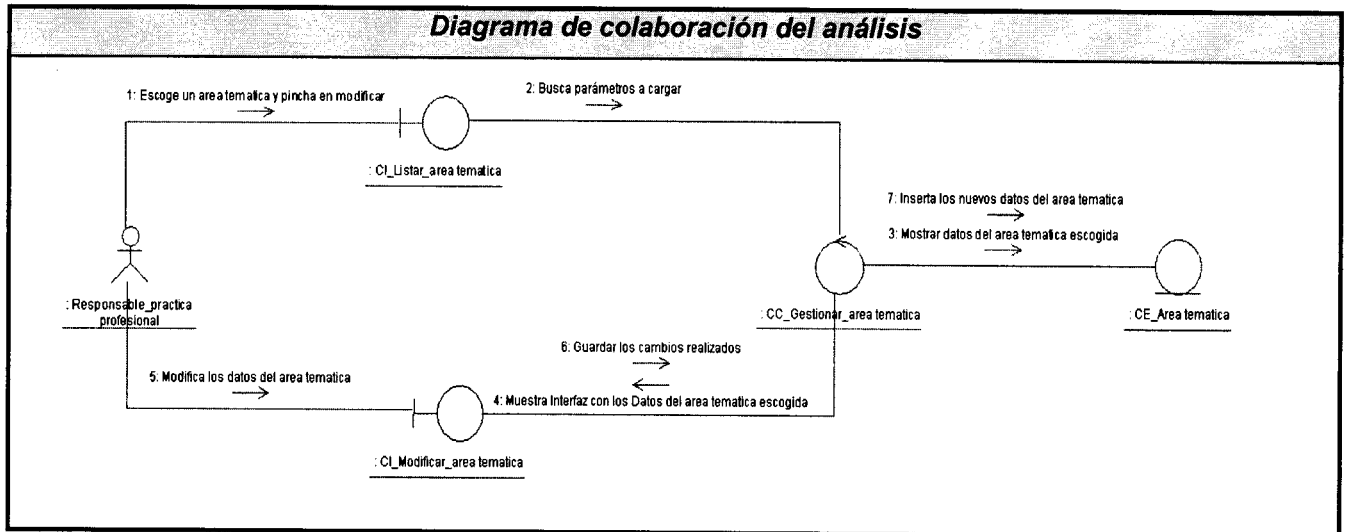 Diagrama de colaboración del análisis
1: Escoge un area tematica y pincha en modificar
2: Busca parámetros a cargar
: CI_Listar_area tematica
7: Inserta los nuevos datos del area tematica
3: Mostrar datos del area tematica escogida
: Responsable_practica
profesional
: CC_Gestionar_area tematica
: CE_Area tematica
6: Guardar los cambios realizados
5: Modifica los datos del area tematica
4: Muestra Interfaz con los Datos del area tematica escogida
: CI_Modificar_area tematica